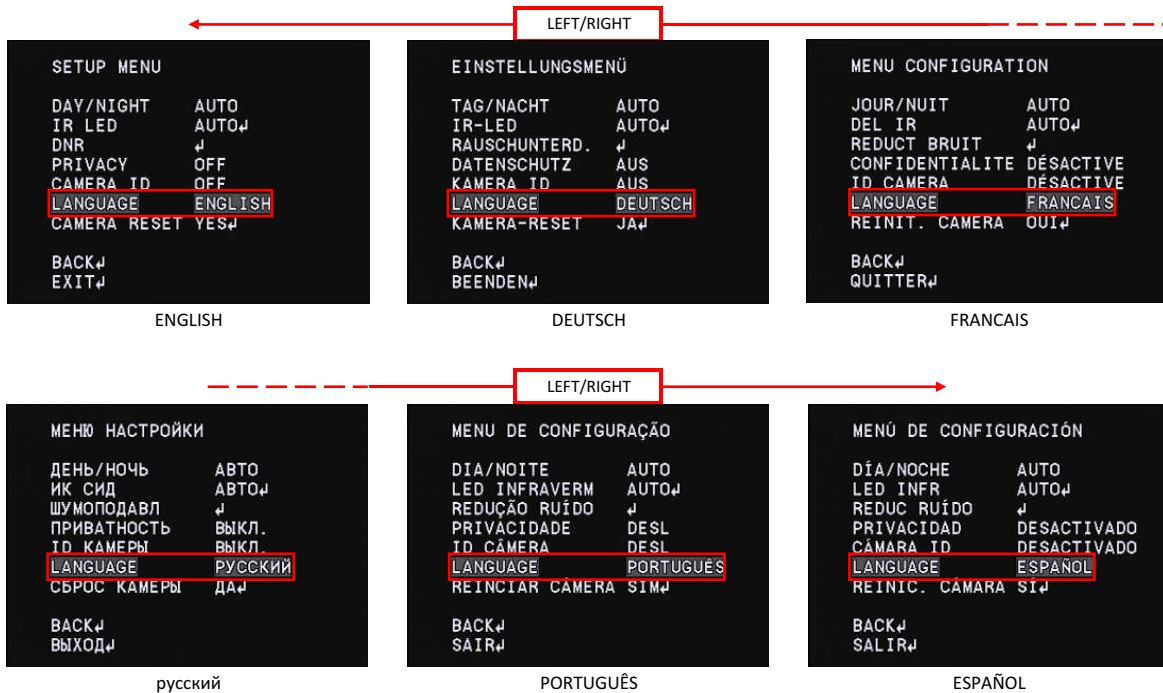 LEFT/RIGHT
SETUP MENU
DAY/NIGHT AUTO
IR LED AUTO↲
DNR ↲
PRIVACY OFF
CAMERA ID OFF
LANGUAGE ENGLISH
CAMERA RESET YES↲
BACK↲
EXIT↲
ENGLISH
EINSTELLUNGSMENÜ
TAG/NACHT AUTO
IR-LED AUTO↲
RAUSCHUNTERD. ↲
DATENSCHUTZ AUS
KAMERA ID AUS
LANGUAGE DEUTSCH
KAMERA-RESET JA↲
BACK↲
BEENDEN↲
DEUTSCH
MENU CONFIGURATION
JOUR/NUIT AUTO
DEL IR AUTO↲
REDUCT BRUIT ↲
CONFIDENTIALITE DÉSACTIVE
ID CAMERA DÉSACTIVE
LANGUAGE FRANCAIS
REINIT. CAMERA OUI↲
BACK↲
QUITTER↲
FRANCAIS
LEFT/RIGHT
МЕНЮ НАСТРОЙКИ
ДЕНЬ/НОЧЬ АВТО
ИК СИД АВТО↲
ШУМОПОДАВЛ ↲
ПРИВАТНОСТЬ ВЫКЛ.
ID КАМЕРЫ ВЫКЛ.
LANGUAGE РУССКИЙ
СБРОС КАМЕРЫ ДА↲
BACK↲
ВЫХОД↲
русский
MENU DE CONFIGURAÇÃO
DIA/NOITE AUTO
LED INFRAVERM AUTO↲
REDUÇÃO RUÍDO ↲
PRIVACIDADE DESL
ID CÂMERA DESL
LANGUAGE PORTUGUÊS
REINCIAR CÂMERA SIM↲
BACK↲
SAIR↲
PORTUGUÊS
MENÚ DE CONFIGURACIÓN
DÍA/NOCHE AUTO
LED INFR AUTO↲
REDUC RUÍDO ↲
PRIVACIDAD DESACTIVADO
CÁMARA ID DESACTIVADO
LANGUAGE ESPAÑOL
REINIC. CÁMARA SÍ↲
BACK↲
SALIR↲
ESPAÑOL